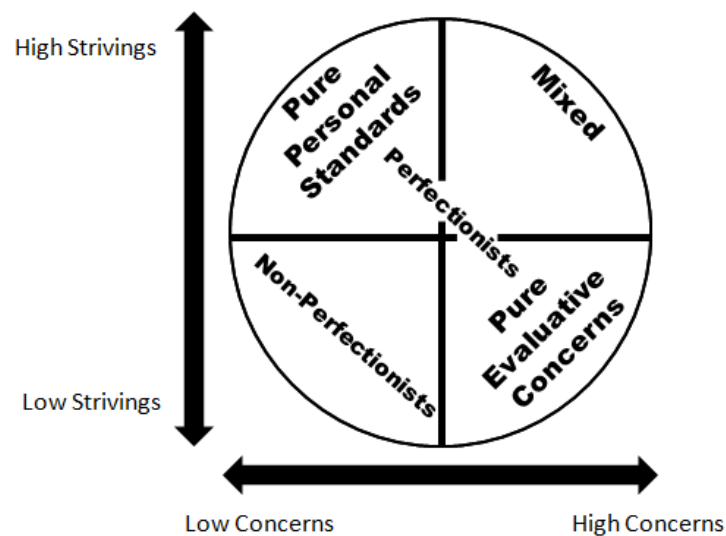 High Strivings
Pure
Personal
Standards
Mixed
Perfectionists
Non-Perfectionists
Pure
Evaluative
Concerns
Low Strivings
Low Concerns
High Concerns